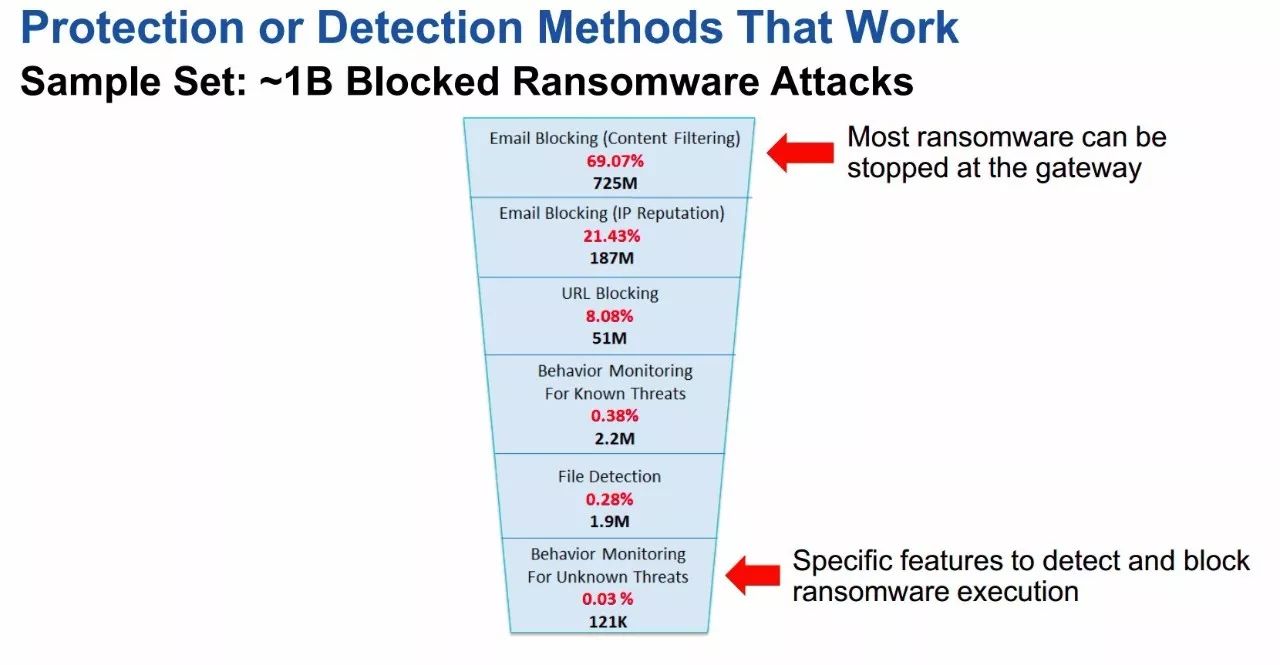 Protection or Detection Methods That Work
Sample Set: ~1B Blocked Ransomware Attacks
Email Blocking (Content Filtering)
69.07%
725M
Most ransomware can be
stopped at the gateway
Email Blocking (IP Reputation)
21.43%
187M
URL Blocking
8.08%
51M
Behavior Monitoring
For Known Threats
0.38%
2.2M
File Detection
0.28%
1.9M
Behavior Monitoring
For Unknown Threats
0.03 %
121K
Specific features to detect and block
ransomware execution